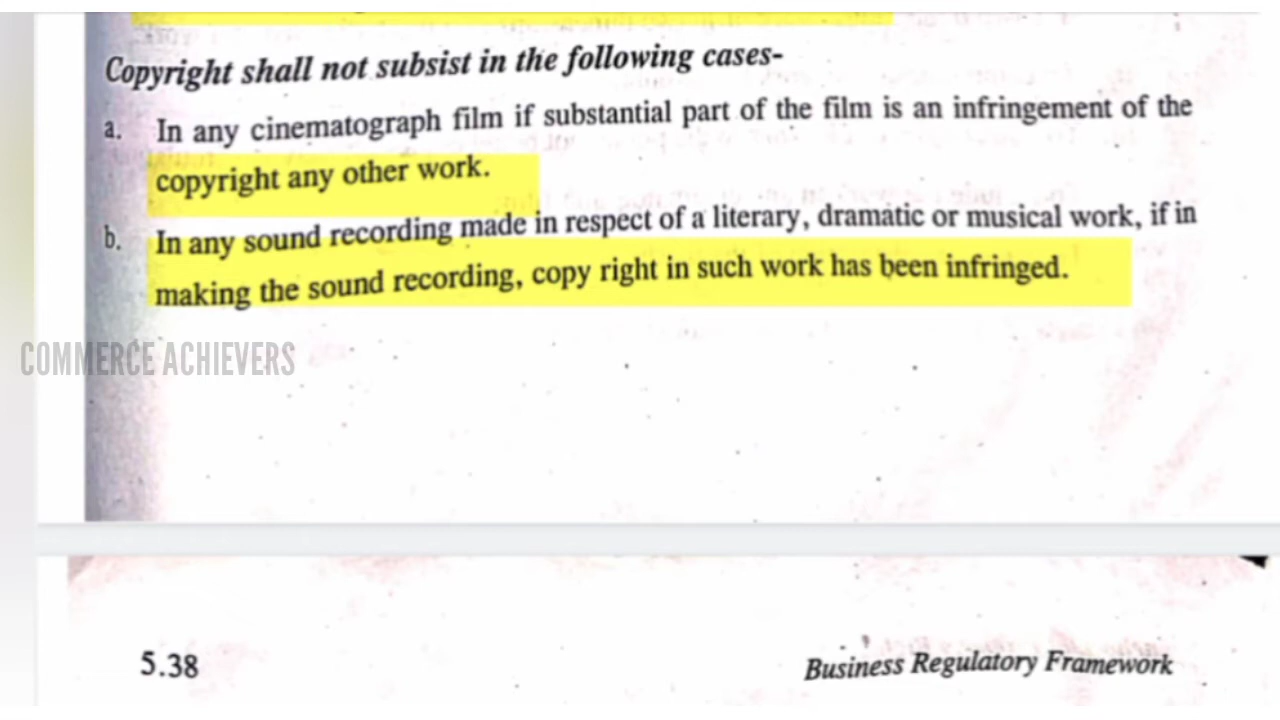 Copyright shall not subsist in the following cases-
a. In any cinematograph film if substantial part of the film is an infringement of the
copyright any other work.
b. In any sound recording made in respect of a literary, dramatic or musical work, if in
making the sound recording, copy right in such work has been infringed.
COMMERCE ACHIEVERS
5.38 Business Regulatory Framework